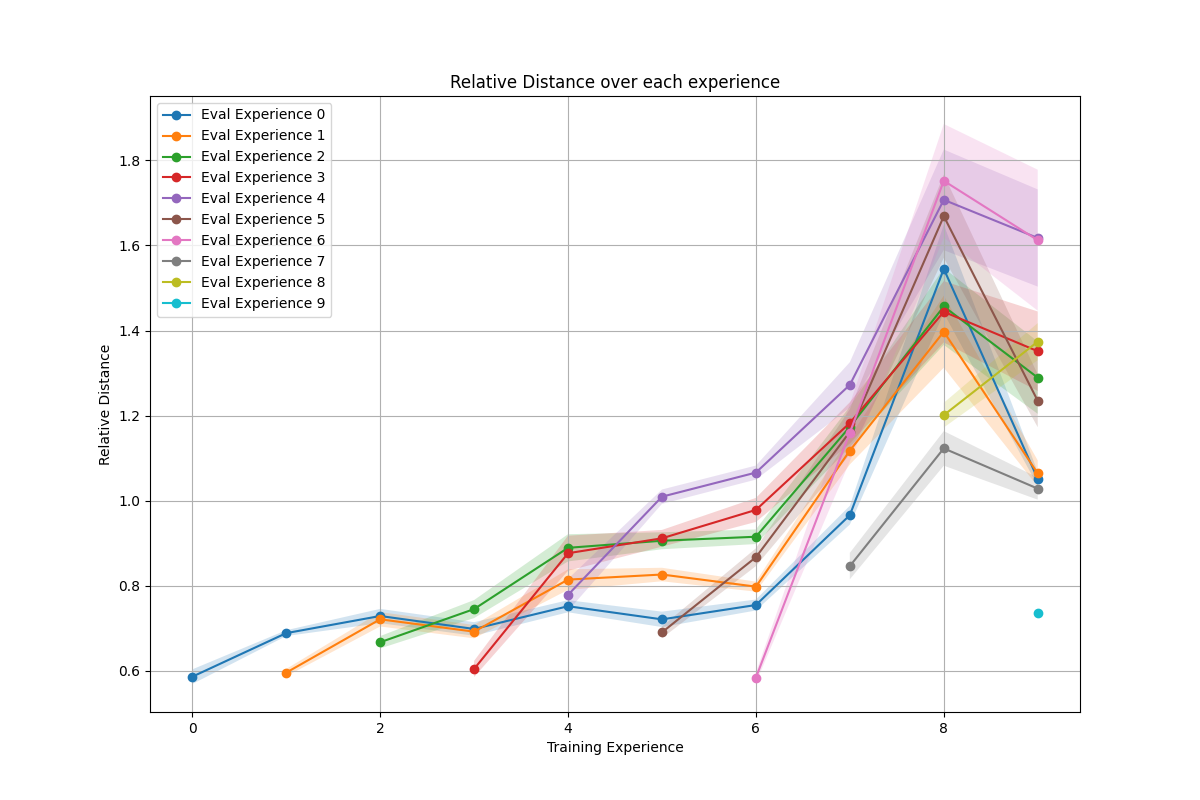 Relative Distance over each experience
Eval Experience 0
Eval Experience 1
Eval Experience 2
Eval Experience 3
Eval Experience 4
Eval Experience 5
Eval Experience 6
Eval Experience 7
Eval Experience 8
Eval Experience 9
1.8
1.6
1.4
1.2
1.0
0.8
0.6
Relative Distance
0 2 4 6 8
Training Experience